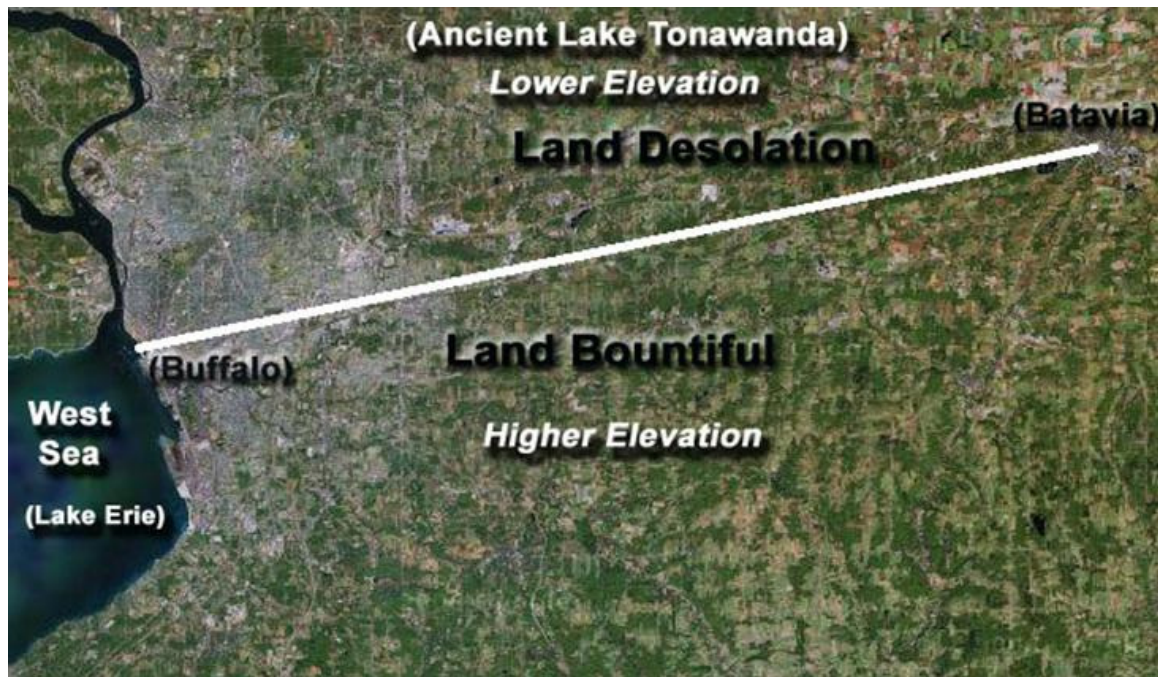 (Ancient Lake Tonawanda)
Lower Elevation
(Batavia)
Land Desolation
Land Bountiful
(Buffalo)
West
Sea
Higher Elevation
(Lake Erie)